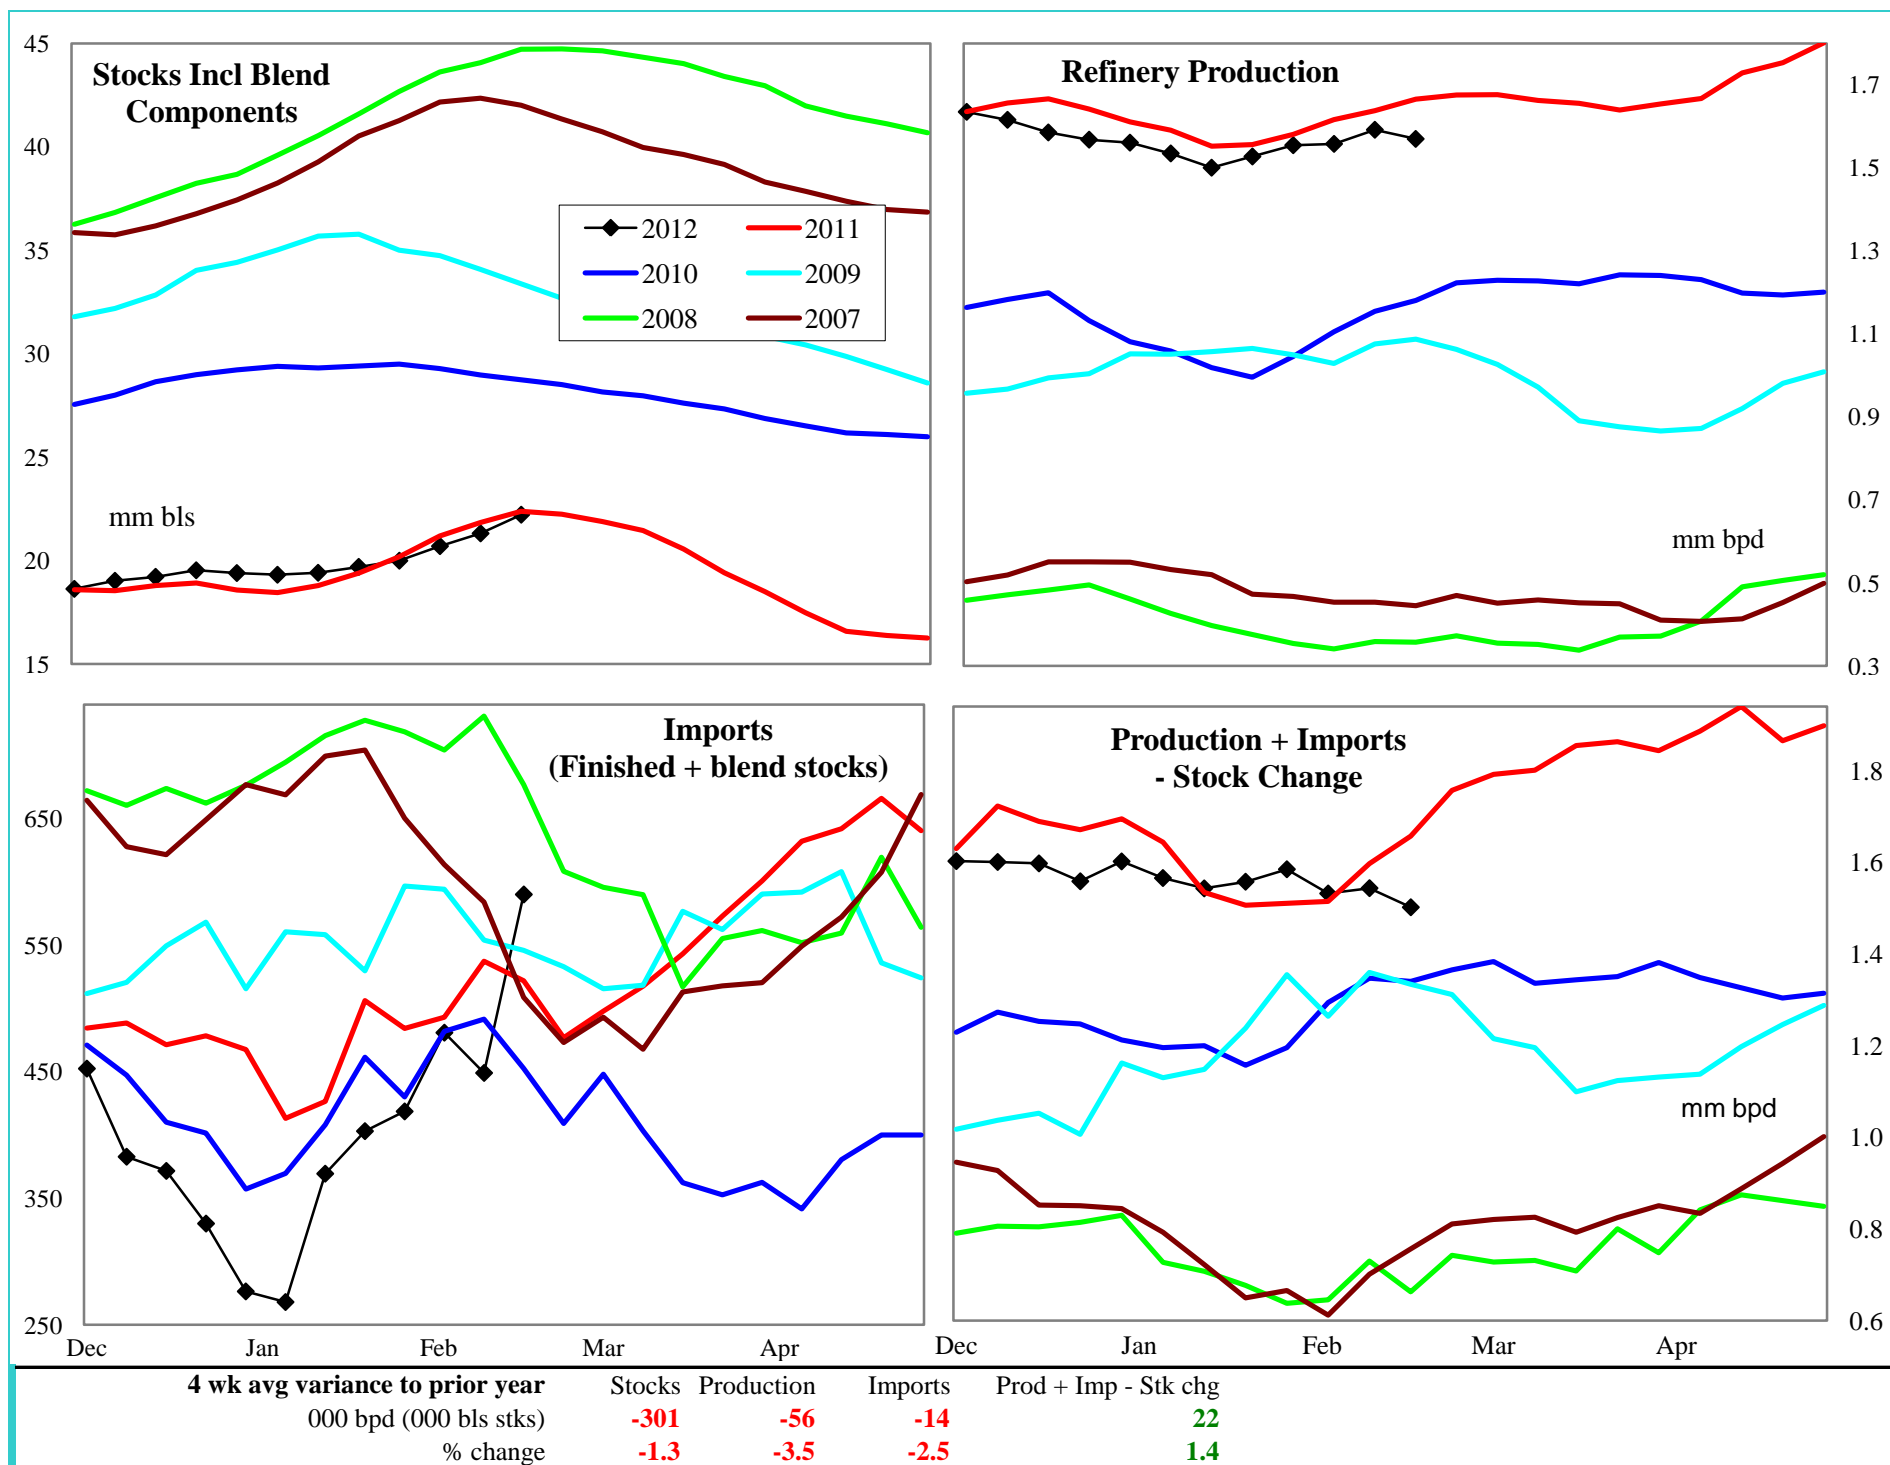 Stocks Incl Blend
Components
45
40
35
30
25
20
15
mm bls
2012
2011
2010
2009
2008
2007
Refinery Production
1.7
1.5
1.3
1.1
0.9
0.7
0.5
0.3
mm bpd
Imports
(Finished + blend stocks)
650
550
450
350
250
Dec Jan Feb Mar Apr
Production + Imports
- Stock Change
1.8
1.6
1.4
1.2
1.0
0.8
0.6
mm bpd
Dec Jan Feb Mar Apr
4 wk avg variance to prior year Stocks Production Imports Prod + Imp - Stk chg
000 bpd (000 bls stks) -301 -56 -14 22
% change -1.3 -3.5 -2.5 1.4